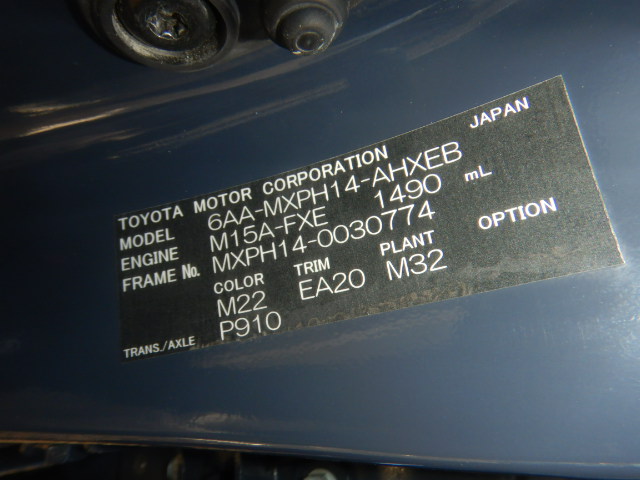 TOYOTA MOTOR CORPORATION JAPAN
MODEL 6AA-MXPH14-AHXEB
ENGINE M15A-FXE 1490 mL
FRAME No. MXPH14-0030774
COLOR TRIM PLANT OPTION
M22 EA20 M32
TRANS./AXLE P910